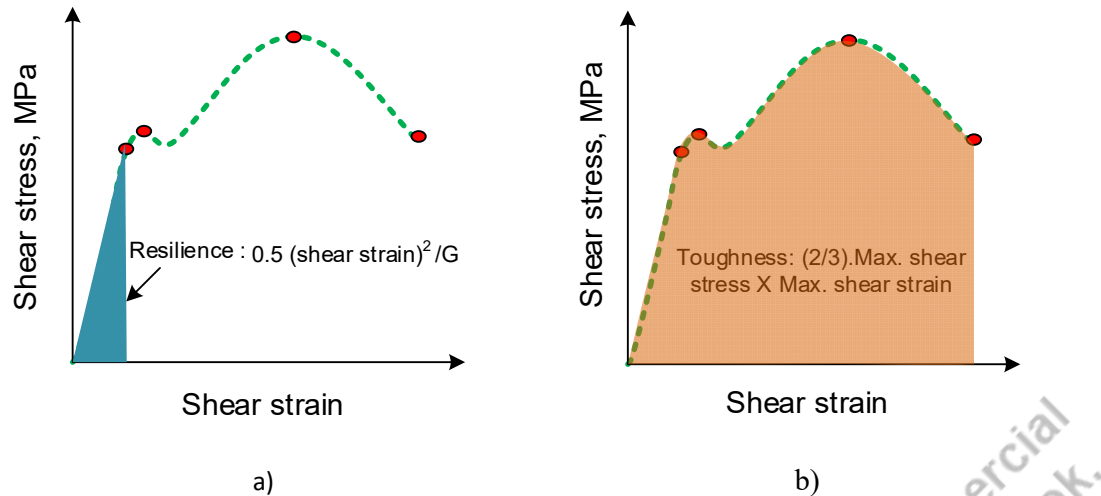 Shear stress, MPa
Resilience : 0.5 (shear strain)²/G
Shear strain
a)
Shear stress, MPa
Toughness: (2/3).Max. shear
stress X Max. shear strain
Shear strain
b)